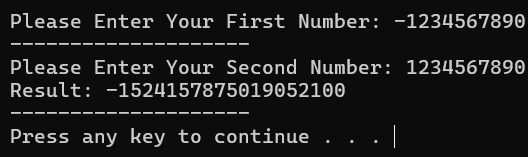 Please Enter Your First Number: -1234567890
--------------------
Please Enter Your Second Number: 1234567890
Result: -1524157875019052100
--------------------
Press any key to continue . . .